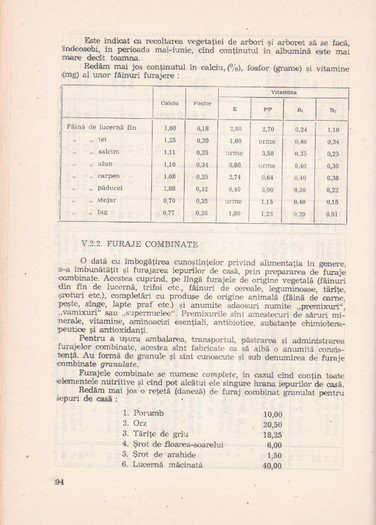 Este indicat ca recoltarea vegetației de arbori și arboret să se facă,
îndeosebi, în perioada mai-iunie, cînd conținutul în albumină este mai
mare decît toamna.
Redăm mai jos conținutul în calciu, (%), fosfor (grame) și vitamine
(mg) al unor făinuri furajere :
Vitamina
Calciu Fosfor E PP B₁ B₂
Făină de lucernă fîn 1,60 0,18 2,60 2,70 0,24 1,10
„ „ tei 1,25 0,39 1,60 urme 0,40 0,34
„ „ salcîm 1,11 0,25 urme 3,50 0,35 0,25
„ „ alun 1,10 0,34 0,86 urme 0,40 0,30
„ „ carpen 1,08 0,25 2,74 0,64 0,40 0,38
„ „ păducel 1,08 0,32 0,40 0,22
„ „ stejar 0,70 0,35 urme 1,15 0,40 0,15
„ „ fag 0,77 0,26 1,80 1,25 0,39 0,51
V.2.2. FURAJE COMBINATE
O dată cu îmbogățirea cunoștințelor privind alimentația în genere,
s-a îmbunătățit și furajarea iepurilor de casă, prin prepararea de furaje
combinate. Acestea cuprind, pe lîngă furajele de origine vegetală (făinuri
din fîn de lucernă, trifoi etc., făinuri de cereale, leguminoase, tărîțe,
șroturi etc.), completări cu produse de origine animală (făină de carne,
pește, sînge, lapte praf etc.) și anumite adaosuri numite „premixuri",
„vamixuri" sau „supernuclee". Premixurile sînt amestecuri de săruri mi-
nerale, vitamine, aminoacizi esențiali, antibiotice, substanțe chimiotera-
peutice și antioxidanți.
Pentru a ușura ambalarea, transportul, păstrarea și administrarea
furajelor combinate, acestea sînt fabricate ca să aibă o anumită consis-
tență. Au formă de granule și sînt cunoscute și sub denumirea de furaje
combinate granulate.
Furajele combinate se numesc complete, în cazul cînd conțin toate
elementele nutritive și cînd pot alcătui ele singure hrana iepurilor de casă.
Redăm mai jos o rețetă (daneză) de furaj combinat granulat pentru
iepuri de casă :
1. Porumb 10,00
2. Orz 20,50
3. Tărîțe de grîu 18,25
4. Șrot de floarea-soarelui 6,00
5. Șrot de arahide 1,50
6. Lucernă măcinată 40,00
94